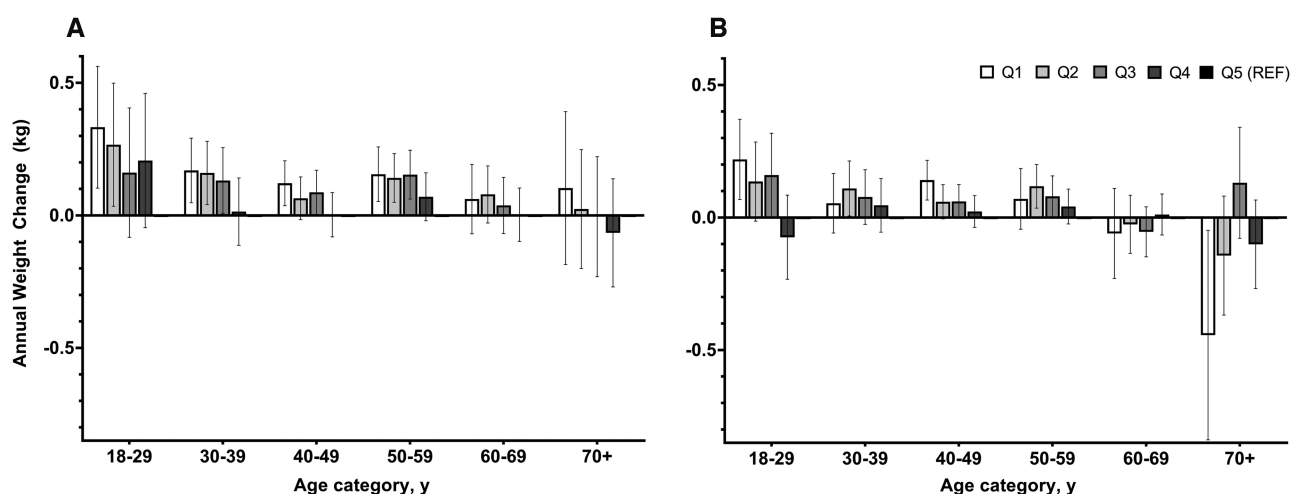 A
B
Q1 Q2 Q3 Q4 Q5 (REF)
Annual Weight Change (kg)
0.5
0.0
-0.5
0.5
0.0
-0.5
18-29 30-39 40-49 50-59 60-69 70+
18-29 30-39 40-49 50-59 60-69 70+
Age category, y
Age category, y